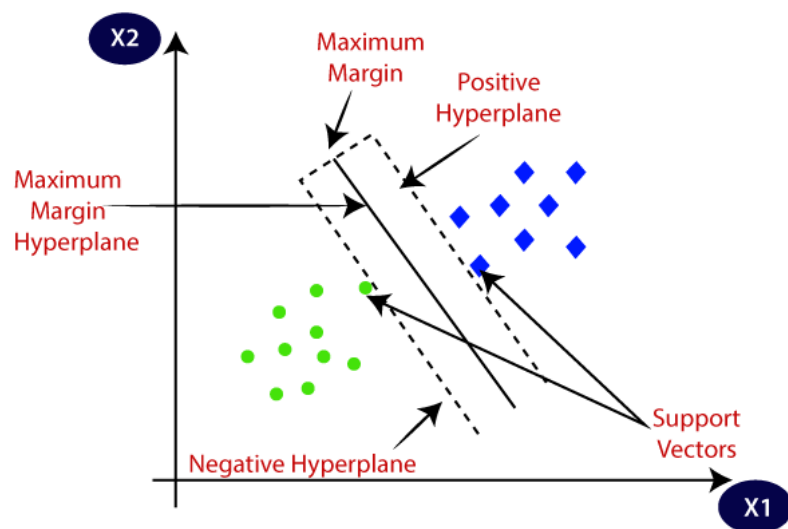 X2
Maximum
Margin
Positive
Hyperplane
Maximum
Margin
Hyperplane
Support
Vectors
Negative Hyperplane
X1